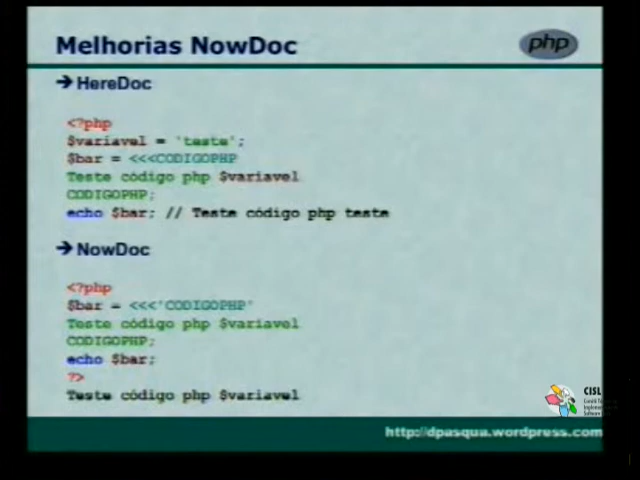 Melhorias NowDoc
php
➔ HereDoc
<?php
$variavel = 'teste';
$bar = <<<CODIGOPHP
Teste código php $variavel
CODIGOPHP;
echo $bar; // Teste código php teste
➔ NowDoc
<?php
$bar = <<<'CODIGOPHP'
Teste código php $variavel
CODIGOPHP;
echo $bar;
?>
Teste código php $variavel
CISL
http://dpasqua.wordpress.com